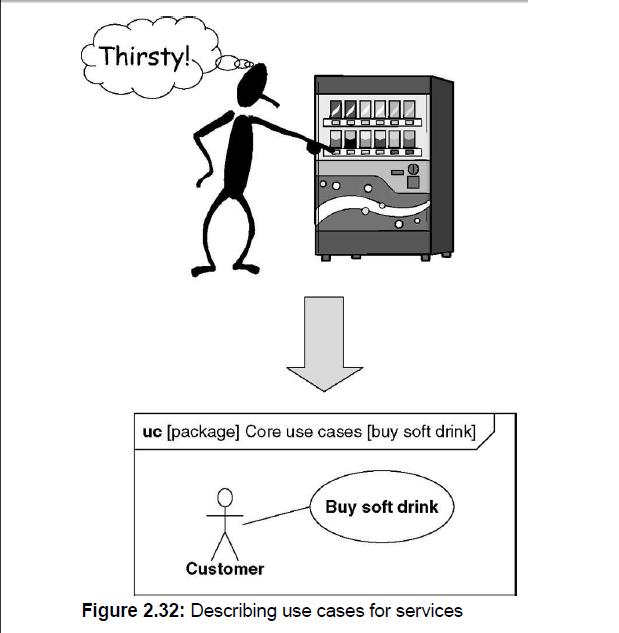 Thirsty!
uc [package] Core use cases [buy soft drink]
Buy soft drink
Customer
Figure 2.32: Describing use cases for services